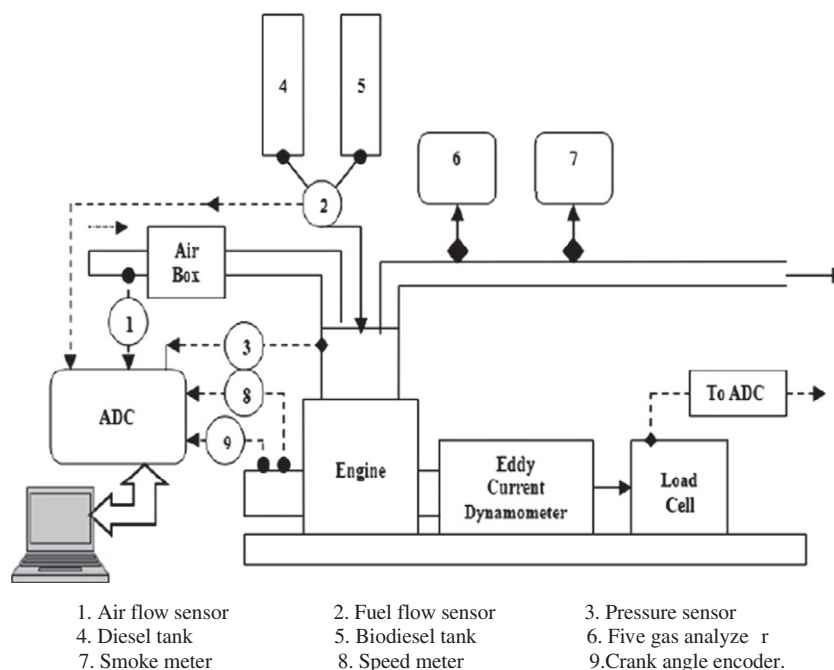 4
5
6
7
2
Air
Box
1
3
To ADC
8
ADC
9
Engine
Eddy
Current
Dynamometer
Load
Cell
1. Air flow sensor 2. Fuel flow sensor 3. Pressure sensor
4. Diesel tank 5. Biodiesel tank 6. Five gas analyze r
7. Smoke meter 8. Speed meter 9.Crank angle encoder.